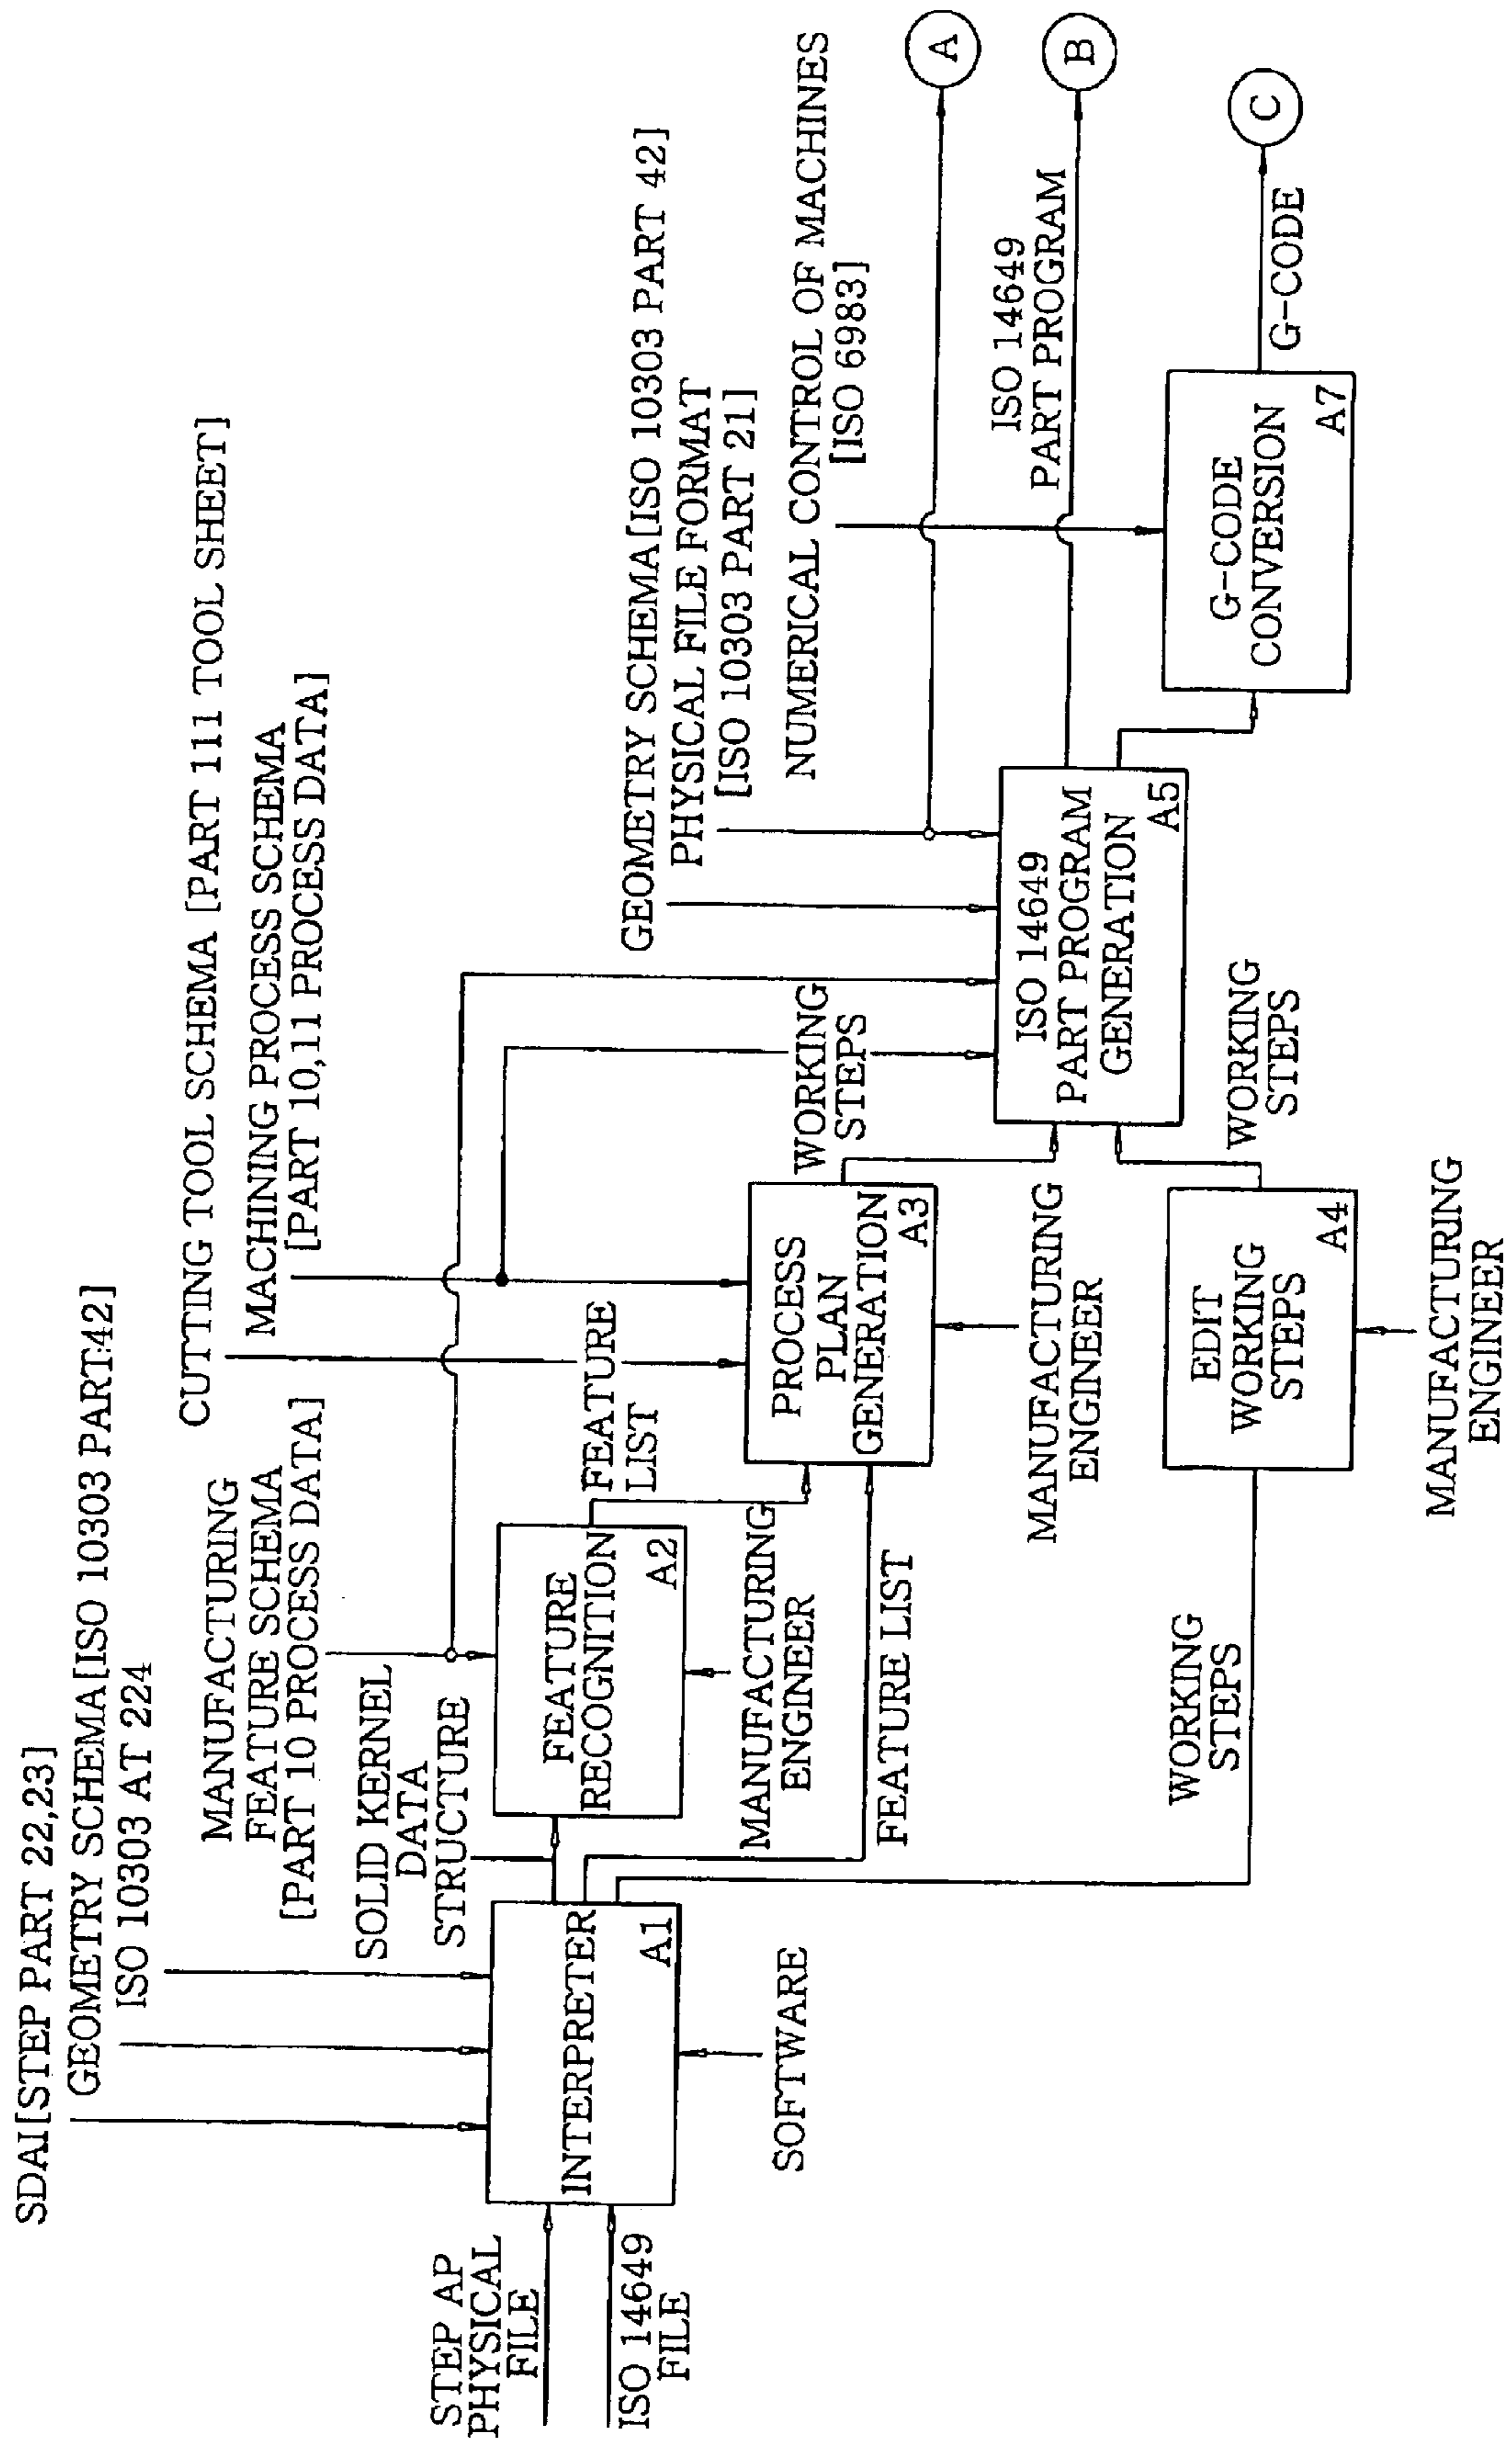 SDAI[STEP PART 22,23]
GEOMETRY SCHEMA[ISO 10303 PART42]
ISO 10303 AT 224
CUTTING TOOL SCHEMA [PART 111 TOOL SHEET]
MACHINING PROCESS SCHEMA
[PART 10,11 PROCESS DATA]
MANUFACTURING
FEATURE SCHEMA
[PART 10 PROCESS DATA]
SOLID KERNEL
DATA
STRUCTURE
STEP AP
PHYSICAL
FILE
ISO 14649
FILE
INTERPRETER
A1
SOFTWARE
FEATURE
RECOGNITION
A2
MANUFACTURING
ENGINEER
FEATURE
LIST
FEATURE LIST
PROCESS
PLAN
GENERATION
A3
MANUFACTURING
ENGINEER
WORKING
STEPS
WORKING
STEPS
EDIT
WORKING
STEPS
A4
MANUFACTURING
ENGINEER
WORKING
STEPS
GEOMETRY SCHEMA[ISO 10303 PART 42]
PHYSICAL FILE FORMAT
[ISO 10303 PART 21]
NUMERICAL CONTROL OF MACHINES
[ISO 6983]
ISO 14649
PART PROGRAM
GENERATION
A5
ISO 14649
PART PROGRAM
G-CODE
CONVERSION
A7
G-CODE
A
B
C